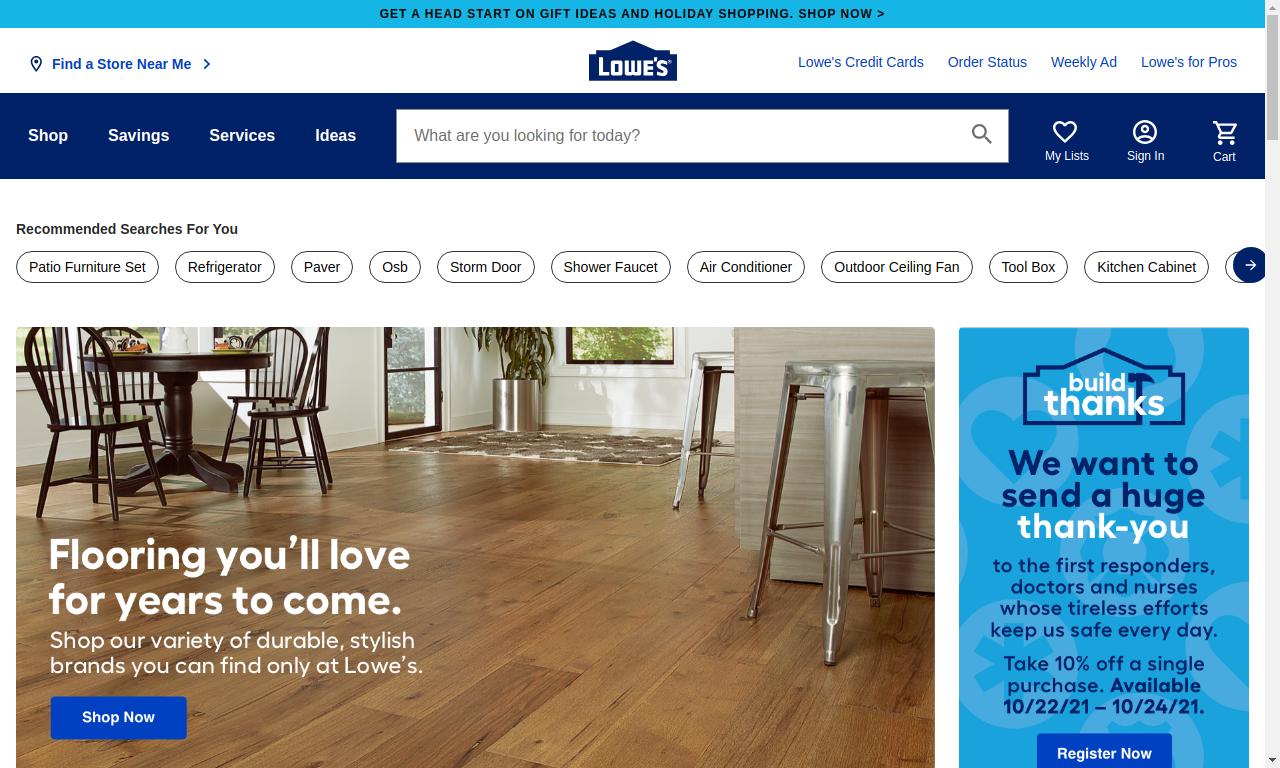 GET A HEAD START ON GIFT IDEAS AND HOLIDAY SHOPPING. SHOP NOW >
Find a Store Near Me
LOWE'S
Lowe's Credit Cards
Order Status
Weekly Ad
Lowe's for Pros
Shop
Savings
Services
Ideas
What are you looking for today?
My Lists
Sign In
Cart
Recommended Searches For You
Patio Furniture Set
Refrigerator
Paver
Osb
Storm Door
Shower Faucet
Air Conditioner
Outdoor Ceiling Fan
Tool Box
Kitchen Cabinet
Flooring you’ll love
for years to come.
Shop our variety of durable, stylish
brands you can find only at Lowe’s.
Shop Now
build
thanks
We want to
send a huge
thank-you
to the first responders,
doctors and nurses
whose tireless efforts
keep us safe every day.
Take 10% off a single
purchase. Available
10/22/21 – 10/24/21.
Register Now